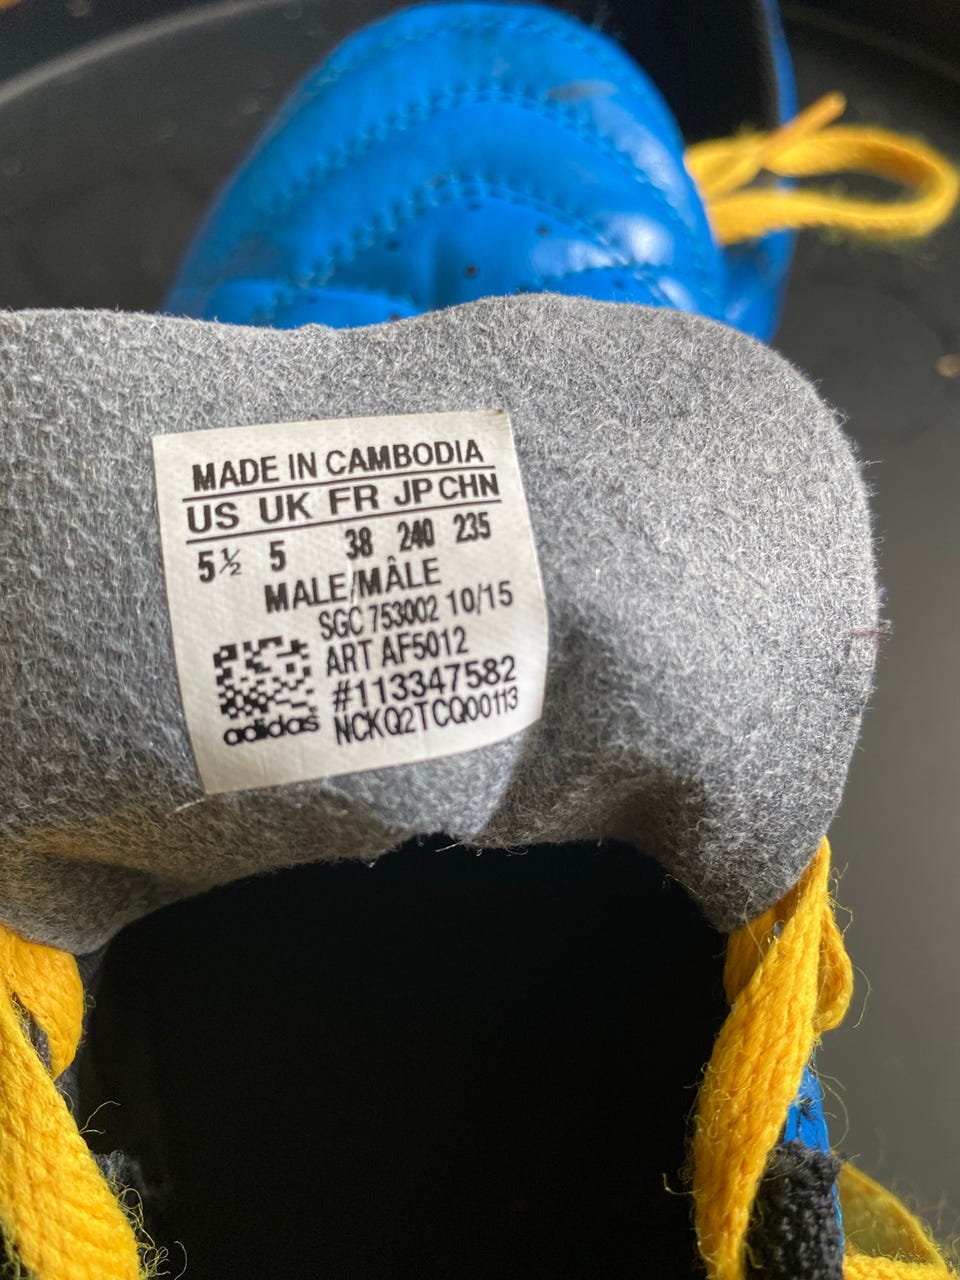 MADE IN CAMBODIA
US UK FR JP CHN
5½ 5 38 240 235
MALE/MÂLE
SGC 753002 10/15
ART AF5012
#113347582
NCKQ2TCQ00113
adidas